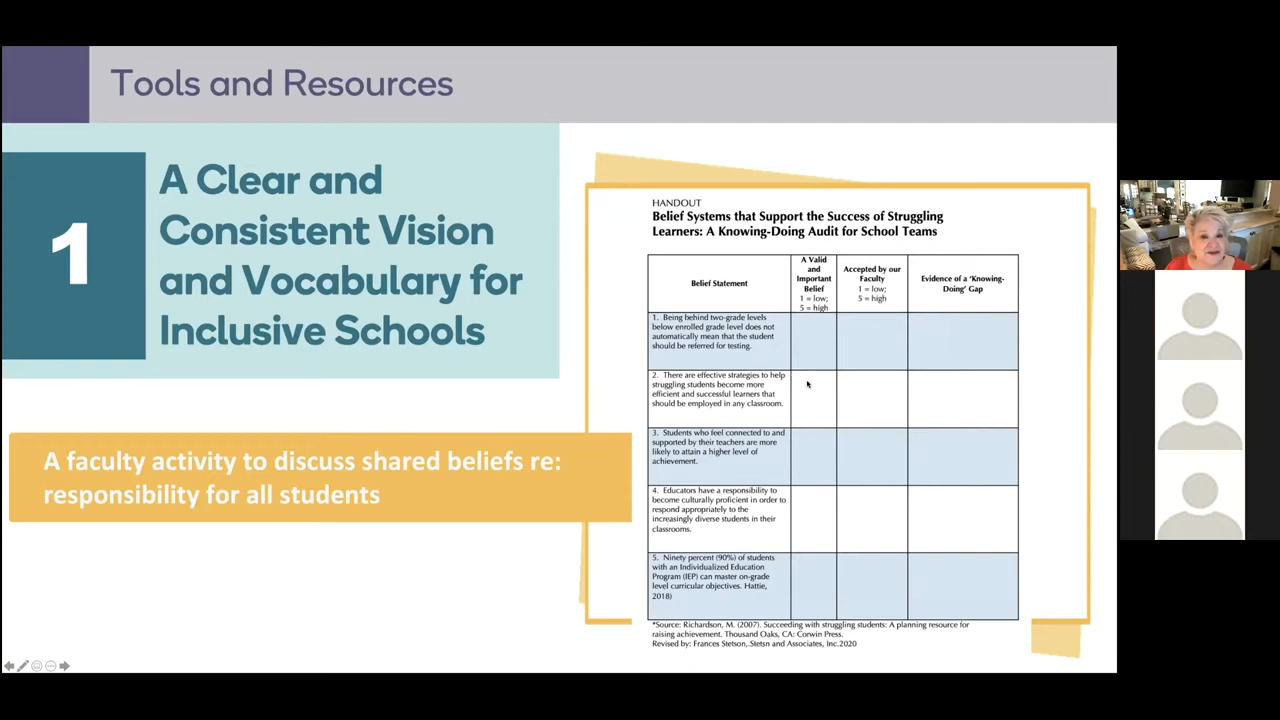 Tools and Resources
1
A Clear and
Consistent Vision
and Vocabulary for
Inclusive Schools
A faculty activity to discuss shared beliefs re:
responsibility for all students
HANDOUT
Belief Systems that Support the Success of Struggling
Learners: A Knowing-Doing Audit for School Teams
Belief Statement
A Valid
and
Important
Belief
1 = low;
5 = high
Accepted by our
Faculty
1 = low;
5 = high
Evidence of a ‘Knowing-
Doing’ Gap
1. Being behind two-grade levels
below enrolled grade level does not
automatically mean that the student
should be referred for testing.
2. There are effective strategies to help
struggling students become more
efficient and successful learners that
should be employed in any classroom.
3. Students who feel connected to and
supported by their teachers are more
likely to attain a higher level of
achievement.
4. Educators have a responsibility to
become culturally proficient in order to
respond appropriately to the
increasingly diverse students in their
classrooms.
5. Ninety percent (90%) of students
with an Individualized Education
Program (IEP) can master on-grade
level curricular objectives. Hattie,
2018)
*Source: Richardson, M. (2007). Succeeding with struggling students: A planning resource for
raising achievement. Thousand Oaks, CA: Corwin Press.
Revised by: Frances Stetson,.Stetsn and Associates, Inc.2020